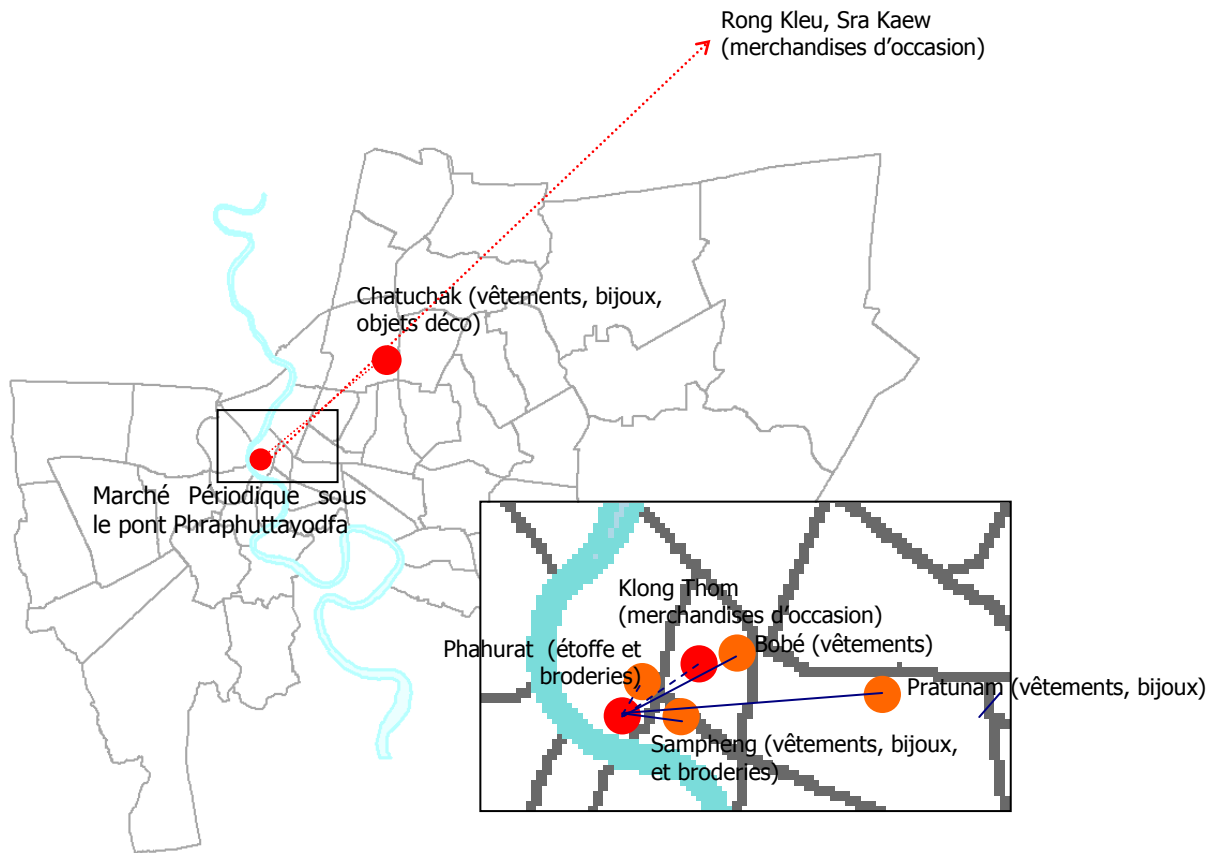 Rong Kleu, Sra Kaew
(merchandises d'occasion)
Chatuchak (vêtements, bijoux,
objets déco)
Marché Périodique sous
le pont Phraphuttayodfa
Klong Thom
(merchandises d'occasion)
Bobé (vêtements)
Phahurat (étoffe et
broderies)
Pratunam (vêtements, bijoux)
Sampheng (vêtements, bijoux,
et broderies)